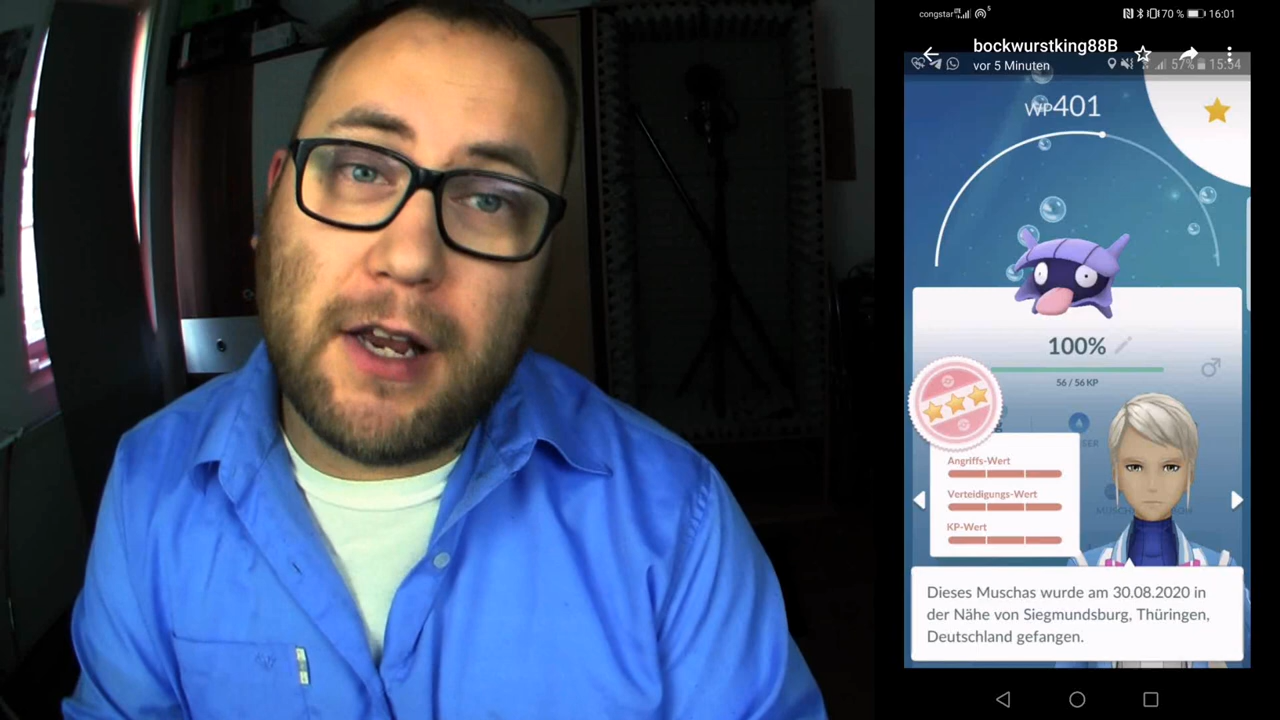 congstar
70 % 16:01
bockwurstking88B
vor 5 Minuten
57% 15:54
WP401
100%
56 / 56 KP
Angriffs-Wert
Verteidigungs-Wert
KP-Wert
Dieses Muschas wurde am 30.08.2020 in
der Nähe von Siegmundsburg, Thüringen,
Deutschland gefangen.